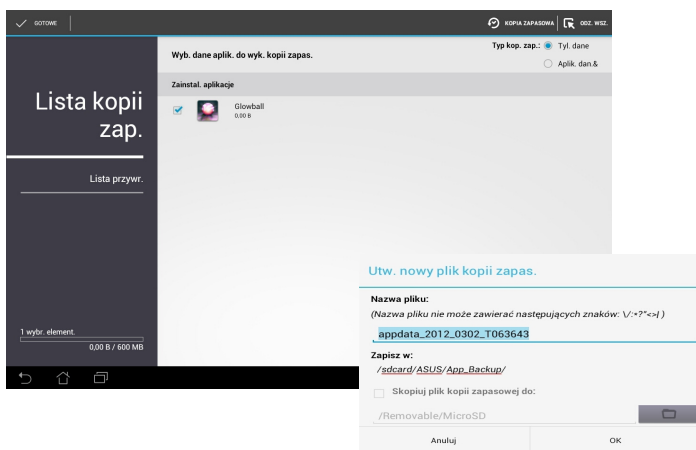 GOTOWE
KOPIA ZAPASOWA
ODZ. WSZ.
Wyb. dane aplik. do wyk. kopii zapas.
Typ kop. zap.:
Tyl. dane
Aplik. dan.&
Zainstal. aplikacje
Glowball
0,00 B
Lista kopii
zap.
Lista przywr.
1 wybr. element.
0,00 B / 600 MB
Utw. nowy plik kopii zapas.
Nazwa pliku:
(Nazwa pliku nie może zawierać następujących znaków: \/:*?"<>| )
appdata_2012_0302_T063643
Zapisz w:
/sdcard/ASUS/App_Backup/
Skopiuj plik kopii zapasowej do:
/Removable/MicroSD
Anuluj
OK